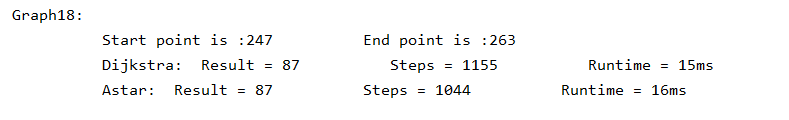 Graph18:
Start point is :247 End point is :263
Dijkstra: Result = 87 Steps = 1155 Runtime = 15ms
Astar: Result = 87 Steps = 1044 Runtime = 16ms